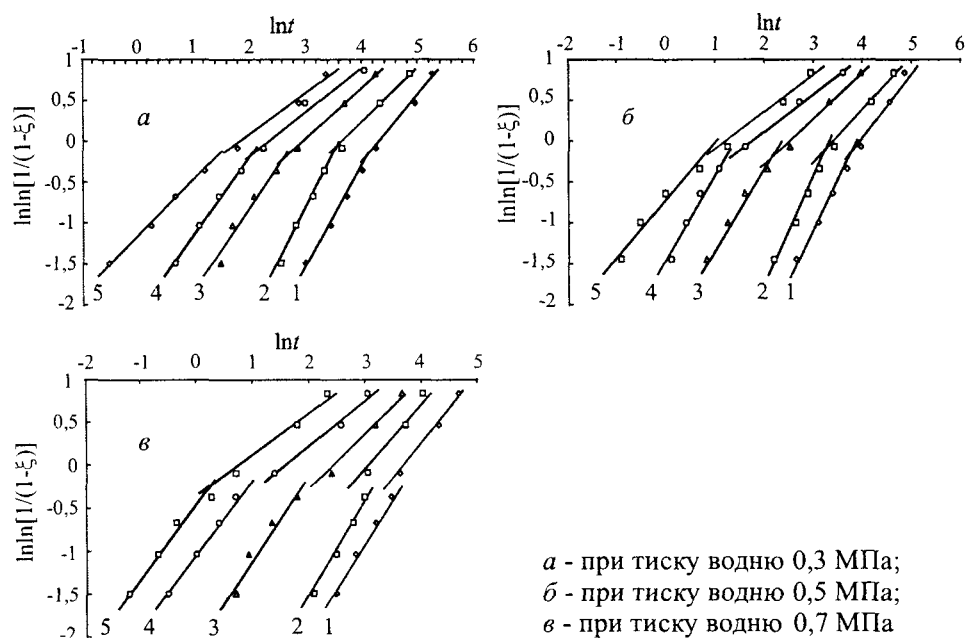 lnt
-1 0 1 2 3 4 5 6
1
0,5
0
-0,5
-1
-1,5
-2
lnln[1/(1-ξ)]
а
5 4 3 2 1
lnt
-2 -1 0 1 2 3 4 5 6
1
0,5
0
-0,5
-1
-1,5
-2
lnln[1/(1-ξ)]
б
5 4 3 2 1
lnt
-2 -1 0 1 2 3 4 5
1
0,5
0
-0,5
-1
-1,5
-2
lnln[1/(1-ξ)]
в
5 4 3 2 1
а - при тиску водню 0,3 МПа;
б - при тиску водню 0,5 МПа;
в - при тиску водню 0,7 МПа